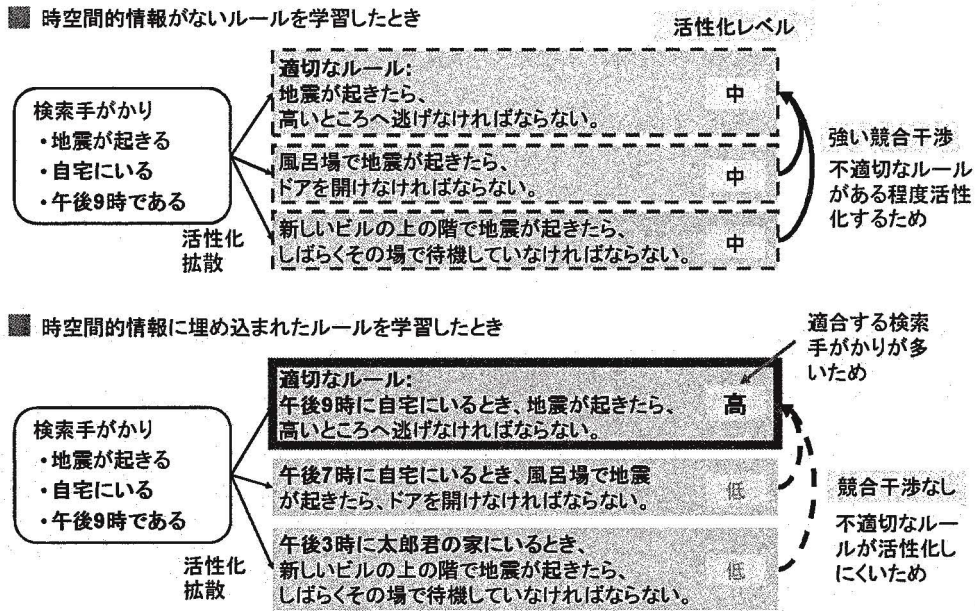 ■ 時空間的情報がないルールを学習したとき
活性化レベル
検索手がかり
・地震が起きる
・自宅にいる
・午後9時である
活性化
拡散
適切なルール:
地震が起きたら、
高いところへ逃げなければならない。
中
風呂場で地震が起きたら、
ドアを開けなければならない。
中
新しいビルの上の階で地震が起きたら、
しばらくその場で待機していなければならない。
中
強い競合干渉
不適切なルール
がある程度活性
化するため
■ 時空間的情報に埋め込まれたルールを学習したとき
適合する検索
手がかりが多
いため
検索手がかり
・地震が起きる
・自宅にいる
・午後9時である
活性化
拡散
適切なルール:
午後9時に自宅にいるとき、地震が起きたら、
高いところへ逃げなければならない。
高
午後7時に自宅にいるとき、風呂場で地震
が起きたら、ドアを開けなければならない。
低
午後3時に太郎君の家にいるとき、
新しいビルの上の階で地震が起きたら、
しばらくその場で待機していなければならない。
低
競合干渉なし
不適切なルー
ルが活性化し
にくいため